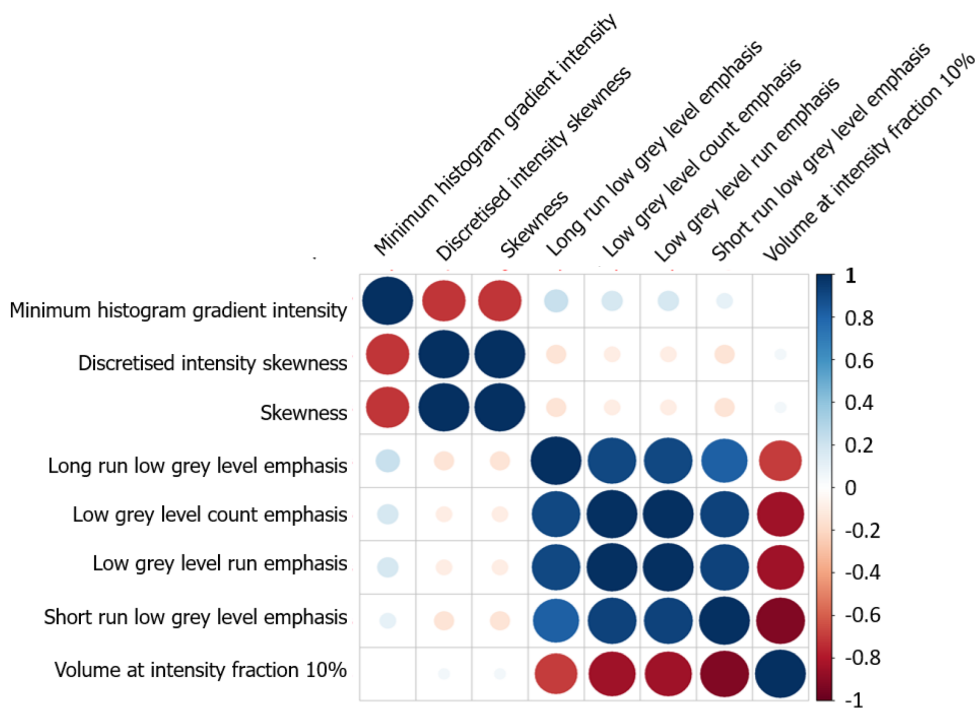 Minimum histogram gradient intensity
Discretised intensity skewness
Skewness
Long run low grey level emphasis
Low grey level count emphasis
Low grey level run emphasis
Short run low grey level emphasis
Volume at intensity fraction 10%
Minimum histogram gradient intensity
Discretised intensity skewness
Skewness
Long run low grey level emphasis
Low grey level count emphasis
Low grey level run emphasis
Short run low grey level emphasis
Volume at intensity fraction 10%
1
0.8
0.6
0.4
0.2
0
-0.2
-0.4
-0.6
-0.8
-1